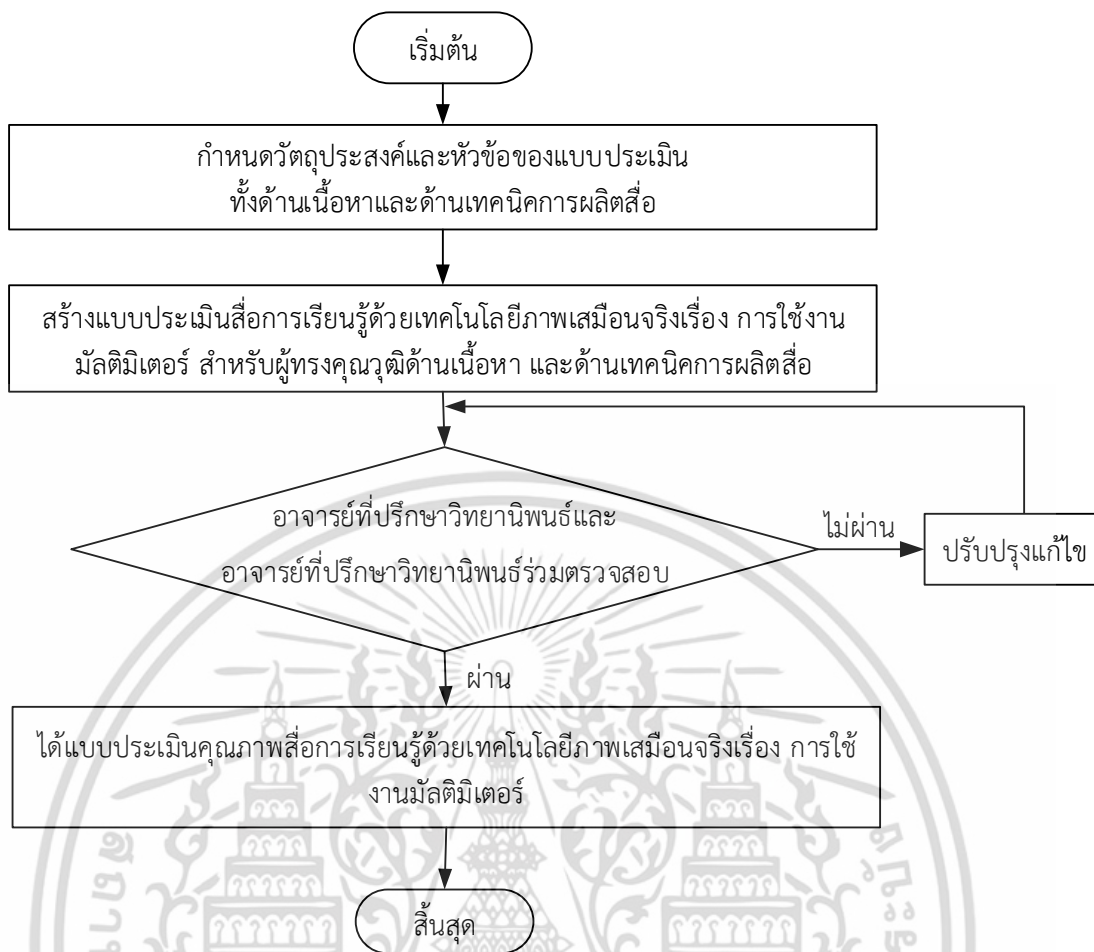 เริ่มต้น
กำหนดวัตถุประสงค์และหัวข้อของแบบประเมิน
ทั้งด้านเนื้อหาและด้านเทคนิคการผลิตสื่อ
สร้างแบบประเมินสื่อการเรียนรู้ด้วยเทคโนโลยีภาพเสมือนจริงเรื่อง การใช้งาน
มัลติมิเตอร์ สำหรับผู้ทรงคุณวุฒิด้านเนื้อหา และด้านเทคนิคการผลิตสื่อ
อาจารย์ที่ปรึกษาวิทยานิพนธ์และ
อาจารย์ที่ปรึกษาวิทยานิพนธ์ร่วมตรวจสอบ
ไม่ผ่าน
ปรับปรุงแก้ไข
ผ่าน
ได้แบบประเมินคุณภาพสื่อการเรียนรู้ด้วยเทคโนโลยีภาพเสมือนจริงเรื่อง การใช้
งานมัลติมิเตอร์
สิ้นสุด